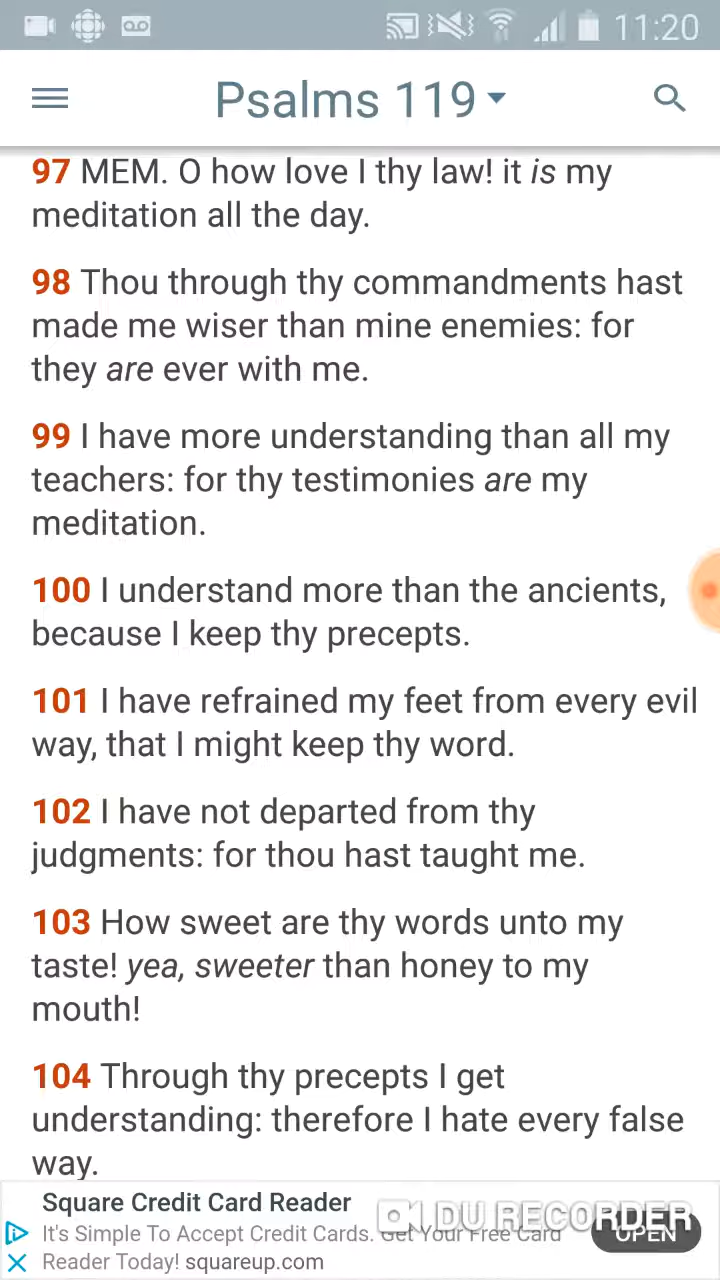 11:20
Psalms 119
97 MEM. O how love I thy law! it is my
meditation all the day.
98 Thou through thy commandments hast
made me wiser than mine enemies: for
they are ever with me.
99 I have more understanding than all my
teachers: for thy testimonies are my
meditation.
100 I understand more than the ancients,
because I keep thy precepts.
101 I have refrained my feet from every evil
way, that I might keep thy word.
102 I have not departed from thy
judgments: for thou hast taught me.
103 How sweet are thy words unto my
taste! yea, sweeter than honey to my
mouth!
104 Through thy precepts I get
understanding: therefore I hate every false
way.
Square Credit Card Reader
It's Simple To Accept Credit Cards. Get Your Free Card
Reader Today! squareup.com
DU RECORDER
OPEN